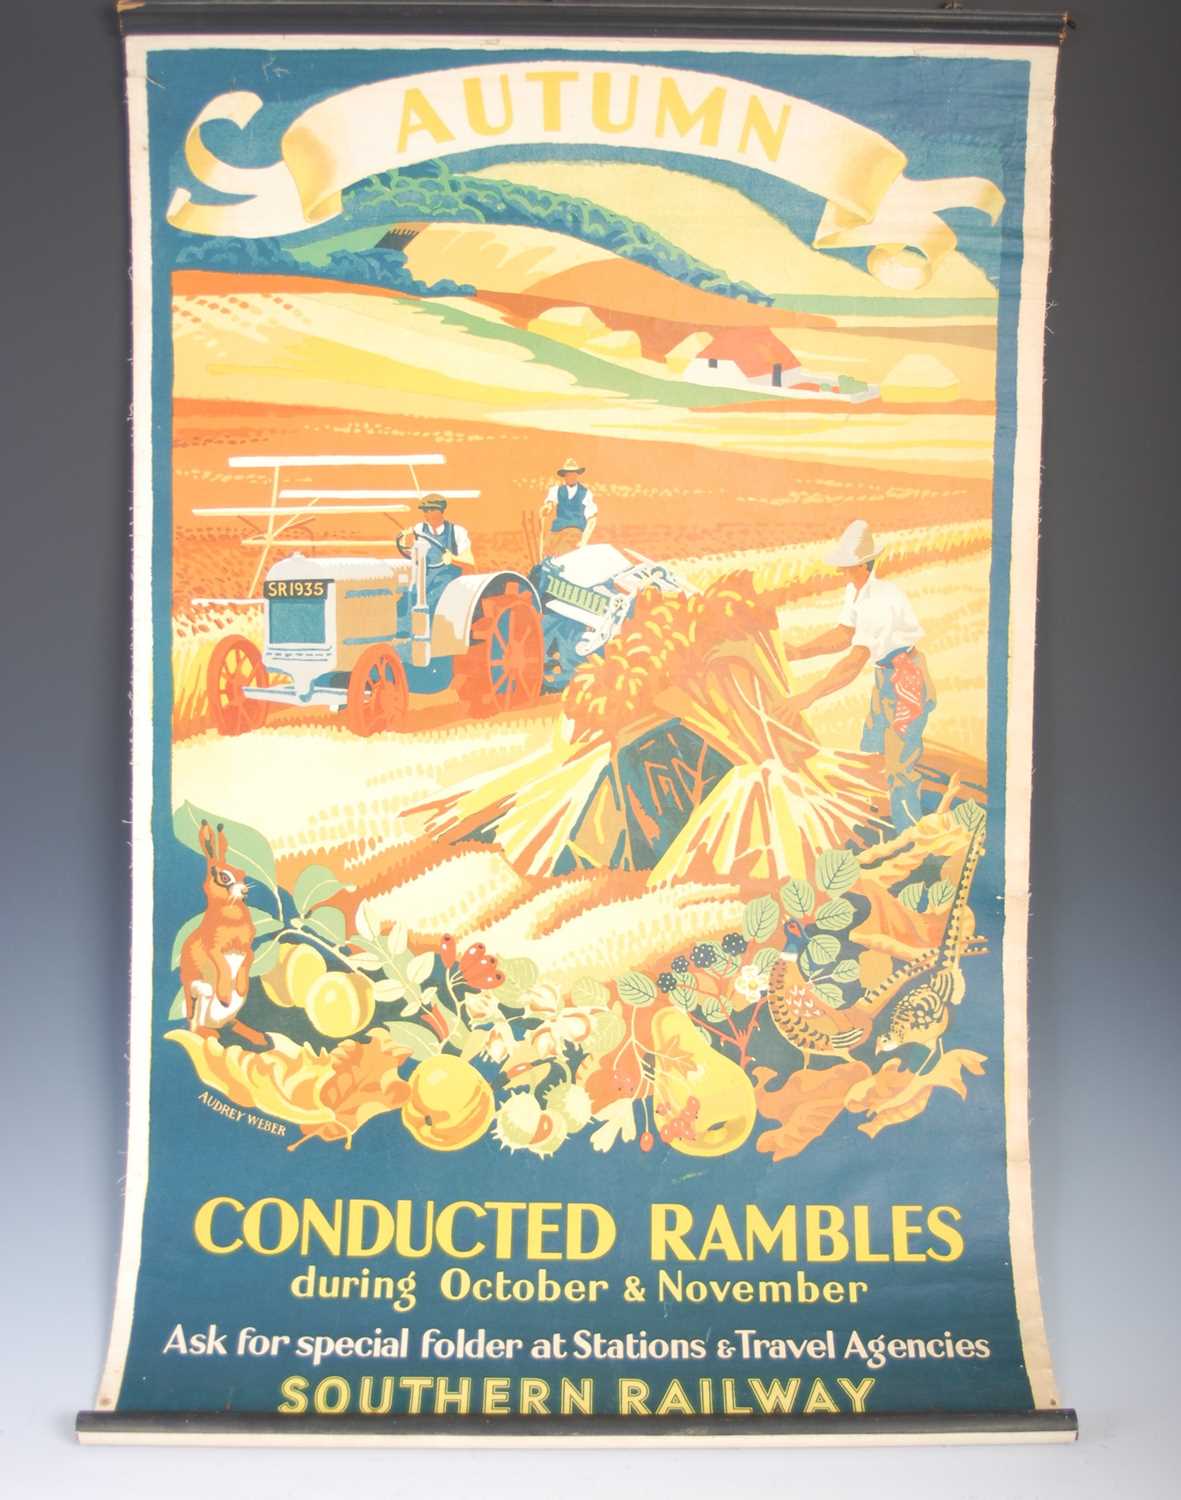 AUTUMN
SR1935
AUDREY WEBER
CONDUCTED RAMBLES
during October & November
Ask for special folder at Stations & Travel Agencies
SOUTHERN RAILWAY